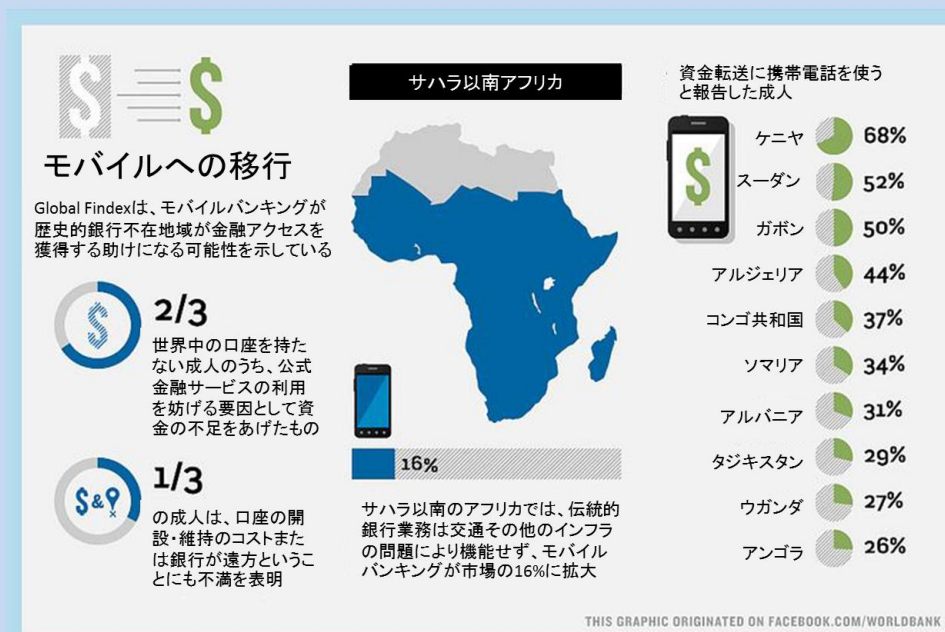 モバイルへの移行
Global Findexは、モバイルバンキングが
歴史的銀行不在地域が金融アクセスを
獲得する助けになる可能性を示している
2/3
世界中の口座を持た
ない成人のうち、公式
金融サービスの利用
を妨げる要因として資
金の不足をあげたもの
1/3
の成人は、口座の開
設・維持のコストまた
は銀行が遠方というこ
とにも不満を表明
サハラ以南アフリカ
16%
サハラ以南のアフリカでは、伝統的
銀行業務は交通その他のインフラ
の問題により機能せず、モバイル
バンキングが市場の16%に拡大
資金転送に携帯電話を使う
と報告した成人
ケニヤ 68%
スーダン 52%
ガボン 50%
アルジェリア 44%
コンゴ共和国 37%
ソマリア 34%
アルバニア 31%
タジキスタン 29%
ウガンダ 27%
アンゴラ 26%
THIS GRAPHIC ORIGINATED ON FACEBOOK.COM/WORLDBANK